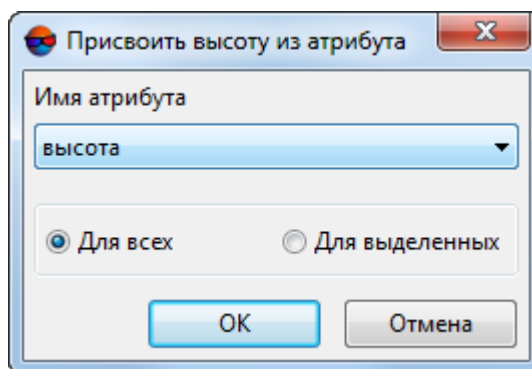 Присвоить высоту из атрибута
Имя атрибута
высота
Для всех Для выделенных
OK Отмена